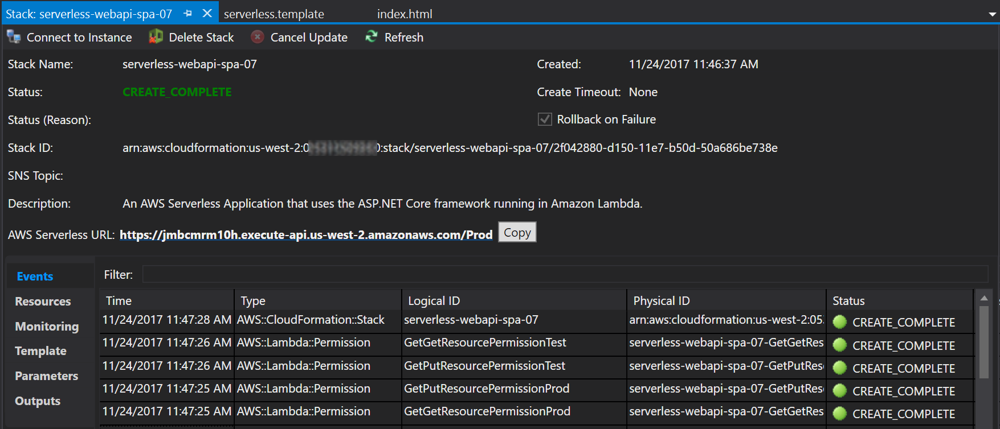 Stack: serverless-webapi-spa-07 serverless.template index.html
Connect to Instance Delete Stack Cancel Update Refresh
Stack Name: serverless-webapi-spa-07 Created: 11/24/2017 11:46:37 AM
Status: CREATE_COMPLETE Create Timeout: None
Status (Reason): Rollback on Failure
Stack ID: arn:aws:cloudformation:us-west-2:0 0:stack/serverless-webapi-spa-07/2f042880-d150-11e7-b50d-50a686be738e
SNS Topic:
Description: An AWS Serverless Application that uses the ASP.NET Core framework running in Amazon Lambda.
AWS Serverless URL: https://jmbcmrm10h.execute-api.us-west-2.amazonaws.com/Prod Copy
Events Filter:
Resources
Monitoring
Template
Parameters
Outputs
Time Type Logical ID Physical ID Status
11/24/2017 11:47:28 AM AWS::CloudFormation::Stack serverless-webapi-spa-07 arn:aws:cloudformation:us-west-2:05 CREATE_COMPLETE
11/24/2017 11:47:26 AM AWS::Lambda::Permission GetGetResourcePermissionTest serverless-webapi-spa-07-GetGetRes CREATE_COMPLETE
11/24/2017 11:47:26 AM AWS::Lambda::Permission GetPutResourcePermissionTest serverless-webapi-spa-07-GetPutRes CREATE_COMPLETE
11/24/2017 11:47:25 AM AWS::Lambda::Permission GetPutResourcePermissionProd serverless-webapi-spa-07-GetPutRes CREATE_COMPLETE
11/24/2017 11:47:25 AM AWS::Lambda::Permission GetGetResourcePermissionProd serverless-webapi-spa-07-GetGetRes CREATE_COMPLETE